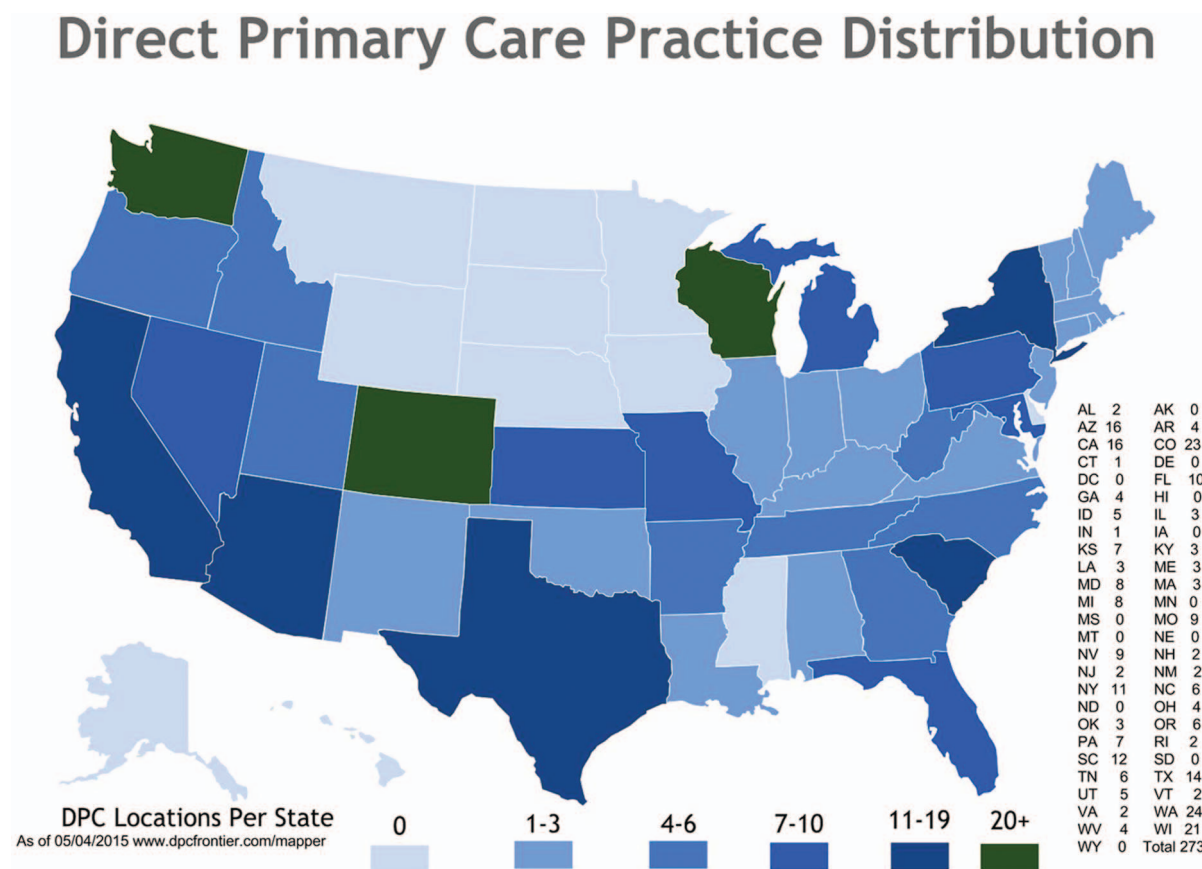 Direct Primary Care Practice Distribution
AL 2 AK 0
AZ 16 AR 4
CA 16 CO 23
CT 1 DE 0
DC 0 FL 10
GA 4 HI 0
ID 5 IL 3
IN 1 IA 0
KS 7 KY 3
LA 3 ME 3
MD 8 MA 3
MI 8 MN 0
MS 0 MO 9
MT 0 NE 0
NV 9 NH 2
NJ 2 NM 2
NY 11 NC 6
ND 0 OH 4
OK 3 OR 6
PA 7 RI 2
SC 12 SD 0
TN 6 TX 14
UT 5 VT 2
VA 2 WA 24
WV 4 WI 21
WY 0 Total 273
DPC Locations Per State
As of 05/04/2015 www.dpcfrontier.com/mapper
0 1-3 4-6 7-10 11-19 20+